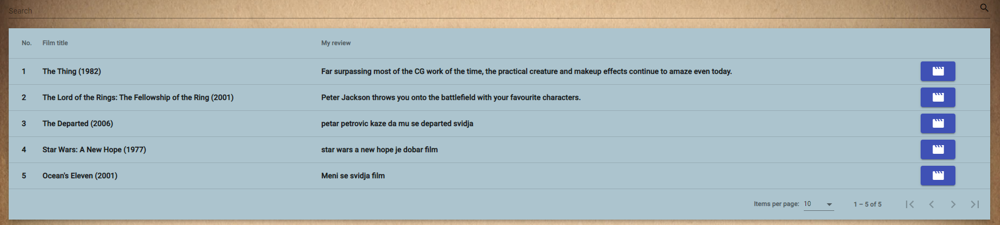 Search
No. Film title My review
1 The Thing (1982) Far surpassing most of the CG work of the time, the practical creature and makeup effects continue to amaze even today.
2 The Lord of the Rings: The Fellowship of the Ring (2001) Peter Jackson throws you onto the battlefield with your favourite characters.
3 The Departed (2006) petar petrovic kaze da mu se departed svidja
4 Star Wars: A New Hope (1977) star wars a new hope je dobar film
5 Ocean's Eleven (2001) Meni se svidja film
Items per page: 10 1 – 5 of 5